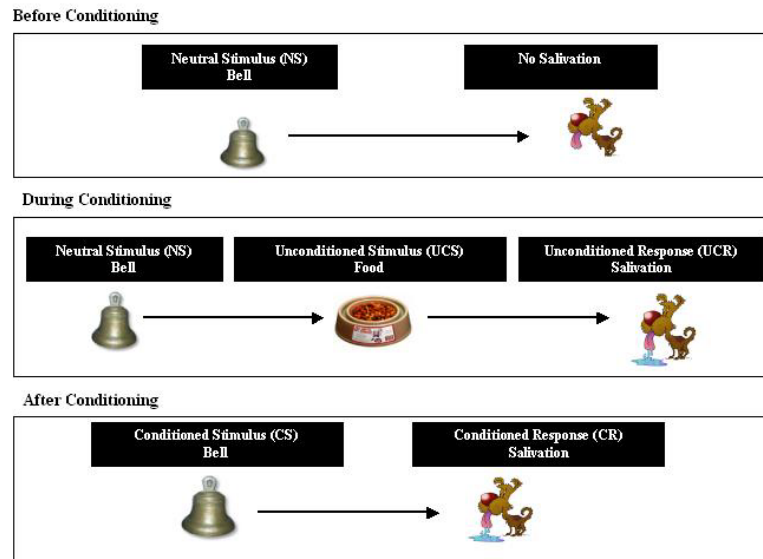 Before Conditioning
Neutral Stimulus (NS)
Bell
No Salivation
During Conditioning
Neutral Stimulus (NS)
Bell
Unconditioned Stimulus (UCS)
Food
Unconditioned Response (UCR)
Salivation
After Conditioning
Conditioned Stimulus (CS)
Bell
Conditioned Response (CR)
Salivation